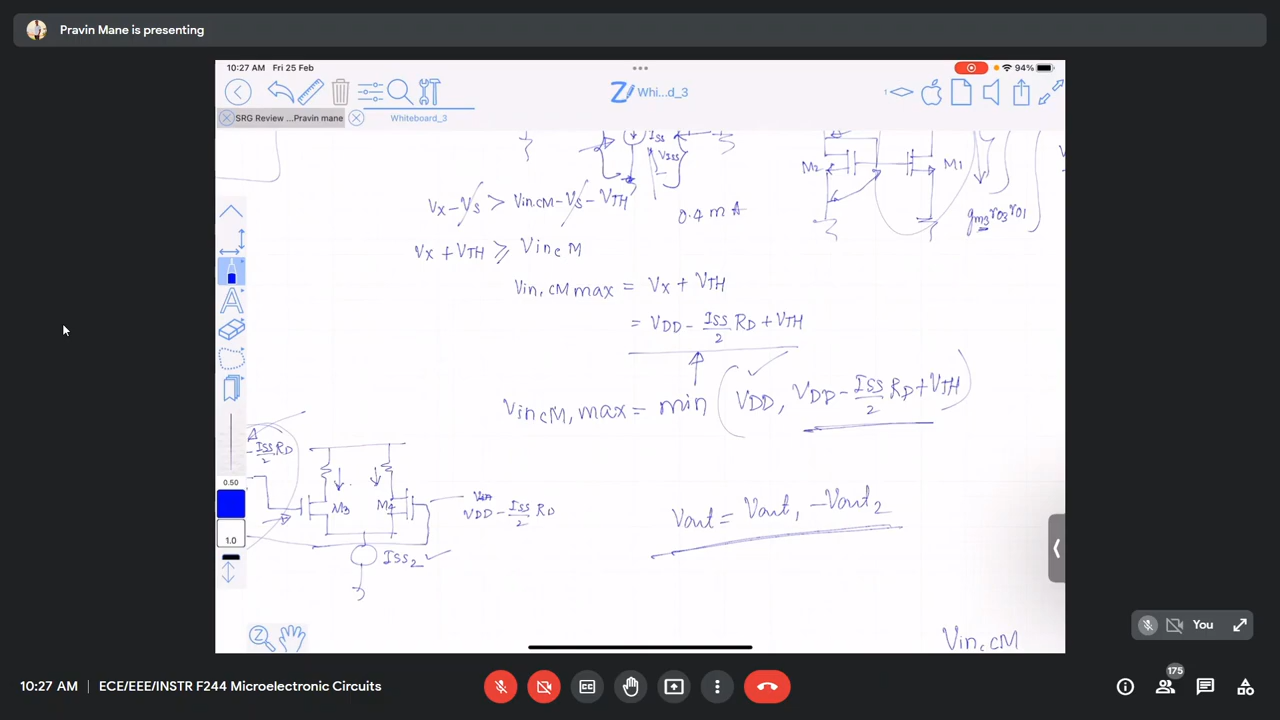 Pravin Mane is presenting
10:27 AM Fri 25 Feb
94%
Whi...d_3
SRG Review ...Pravin mane
Whiteboard_3
ISS
VISS
M2
M1
Vx - VS > Vin,CM - VS - VTH
0.4 mA
gm3 ro3 ro1
Vx + VTH ≥ Vin,CM
Vin,CM max = Vx + VTH
= VDD - ISS/2 RD + VTH
Vin,CM, max = min (VDD, VDD - ISS/2 RD + VTH)
- ISS/2 RD
M3
M4
VDD - ISS/2 RD
Vout = Vout1 - Vout2
ISS2
0.50
1.0
You
Vin,CM
10:27 AM | ECE/EEE/INSTR F244 Microelectronic Circuits
175